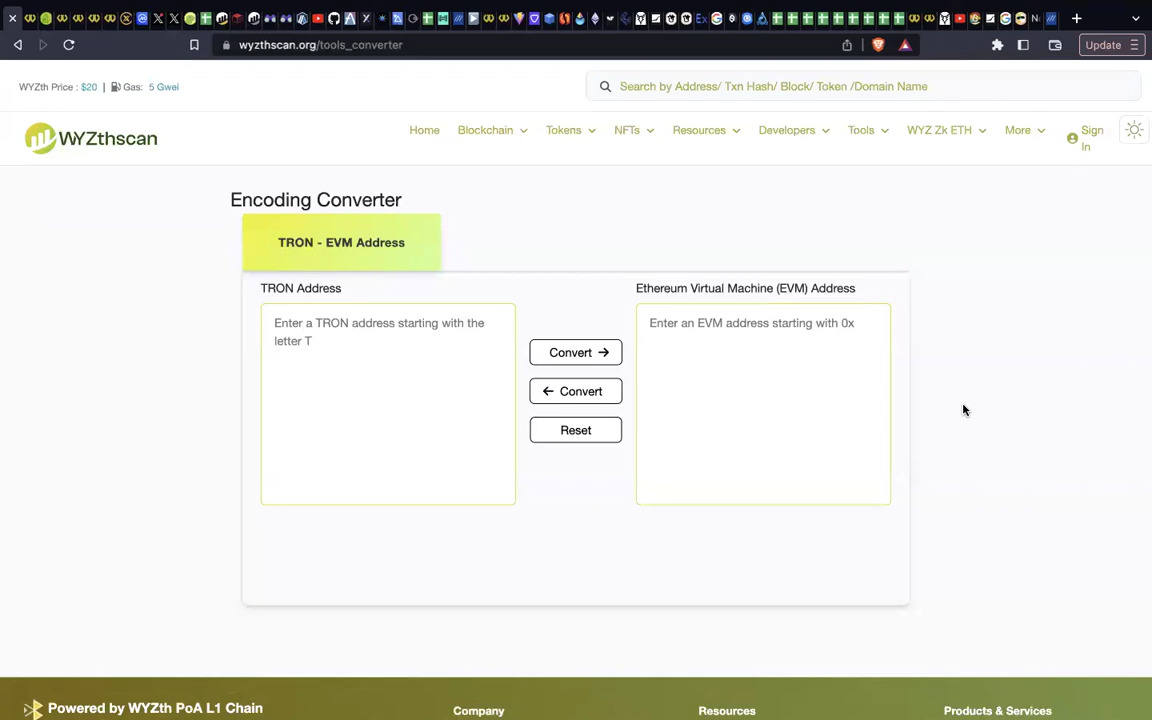 wyzthscan.org/tools_converter
Update
WYZth Price : $20 | Gas: 5 Gwei
Search by Address/ Txn Hash/ Block/ Token /Domain Name
WYZthscan
Home
Blockchain
Tokens
NFTs
Resources
Developers
Tools
WYZ Zk ETH
More
Sign
In
Encoding Converter
TRON - EVM Address
TRON Address
Ethereum Virtual Machine (EVM) Address
Enter a TRON address starting with the
letter T
Enter an EVM address starting with 0x
Convert
Convert
Reset
Powered by WYZth PoA L1 Chain
Company
Resources
Products & Services